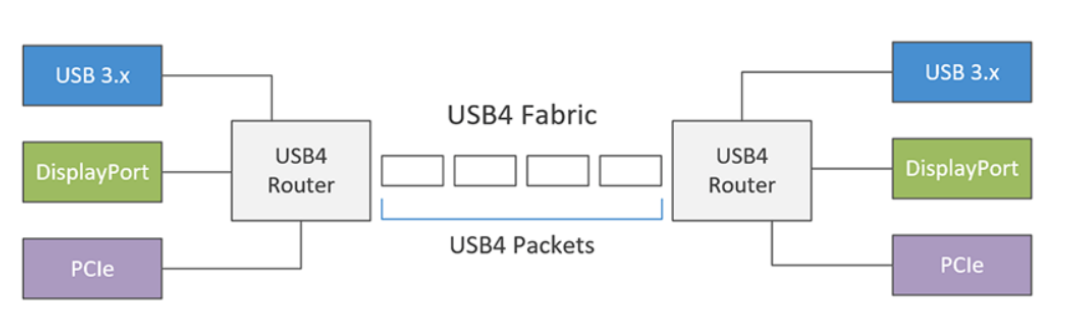 USB 3.x
DisplayPort
PCIe
USB4
Router
USB4 Fabric
USB4 Packets
USB4
Router
USB 3.x
DisplayPort
PCIe